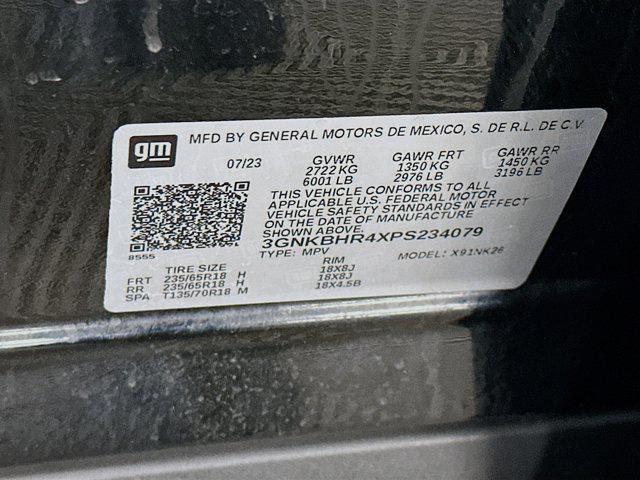 gm MFD BY GENERAL MOTORS DE MEXICO, S. DE R.L. DE C.V.
07/23 GVWR GAWR FRT GAWR RR
2722 KG 1350 KG 1450 KG
6001 LB 2976 LB 3196 LB
THIS VEHICLE CONFORMS TO ALL
APPLICABLE U.S. FEDERAL MOTOR
VEHICLE SAFETY STANDARDS IN EFFECT
ON THE DATE OF MANUFACTURE
SHOWN ABOVE.
3GNKBHR4XPS234079
8555 TYPE: MPV MODEL: X91NK26
TIRE SIZE RIM
FRT 235/65R18 H 18X8J
RR 235/65R18 H 18X8J
SPA T135/70R18 M 18X4.5B